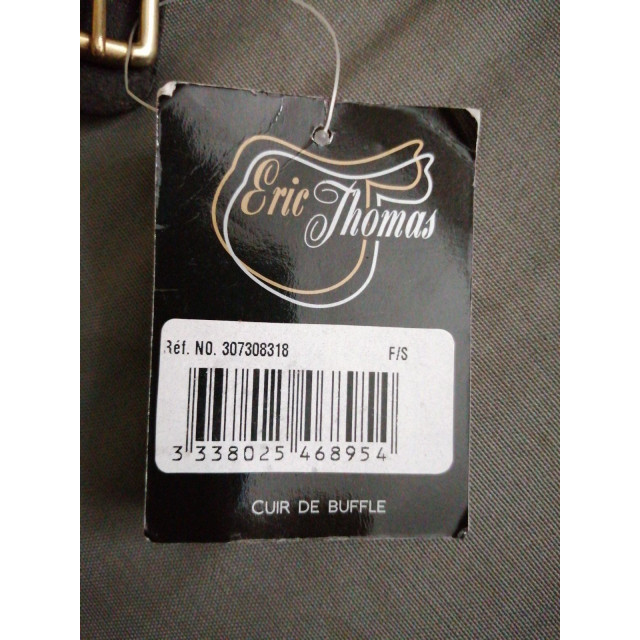 Eric Thomas
Réf. NO. 307308318 F/S
3 338025 468954
CUIR DE BUFFLE